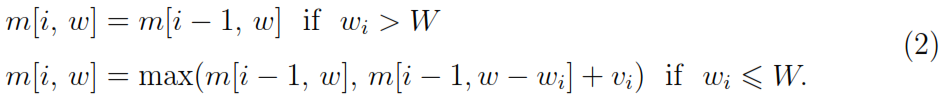 m[i, w] = m[i − 1, w] if w_i > W
m[i, w] = max(m[i − 1, w], m[i − 1, w − w_i] + v_i) if w_i ⩽ W.
(2)